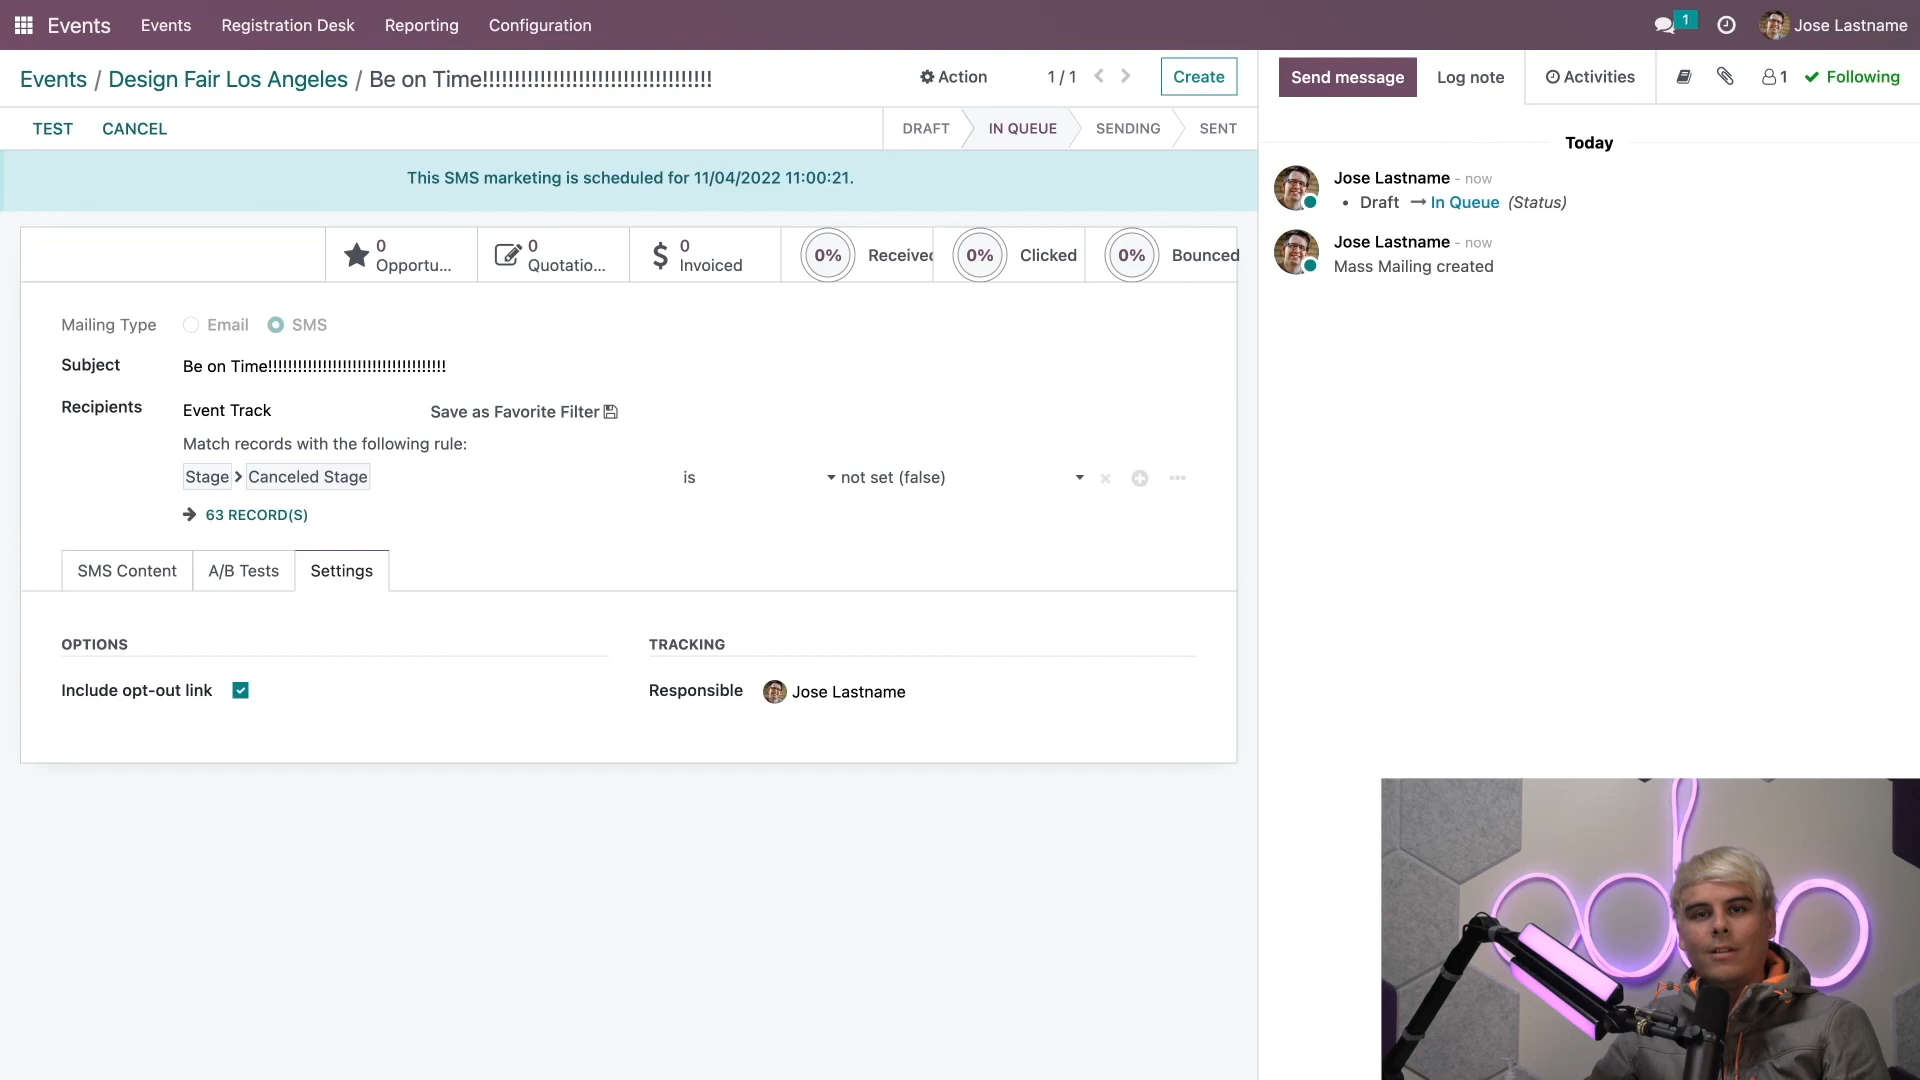 Events Events Registration Desk Reporting Configuration 1 Jose Lastname
Events / Design Fair Los Angeles / Be on Time!!!!!!!!!!!!!!!!!!!!!!!!!!!!!!!!!!!! Action 1 / 1 Create
Send message Log note Activities 1 Following
TEST CANCEL DRAFT IN QUEUE SENDING SENT
This SMS marketing is scheduled for 11/04/2022 11:00:21.
0 Opportu...
0 Quotatio...
0 Invoiced
0% Received
0% Clicked
0% Bounced
Mailing Type Email SMS
Subject Be on Time!!!!!!!!!!!!!!!!!!!!!!!!!!!!!!!!!!!!
Recipients Event Track Save as Favorite Filter
Match records with the following rule:
Stage Canceled Stage is not set (false)
63 RECORD(S)
SMS Content A/B Tests Settings
OPTIONS
Include opt-out link
TRACKING
Responsible Jose Lastname
Today
Jose Lastname - now
• Draft In Queue (Status)
Jose Lastname - now
Mass Mailing created